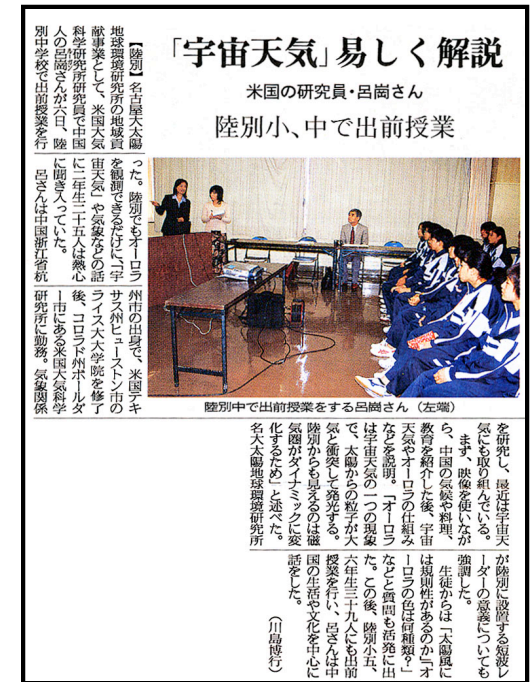 「宇宙天気」易しく解説
米国の研究員・呂崗さん
陸別小、中で出前授業
【陸別】名古屋大太陽
地球環境研究所の地域貢
献事業として、米国大気
科学研究所研究員で中国
人の呂崗さんが六日、陸
別中学校で出前授業を行
った。陸別でもオーロラ
を観測できるだけに、「宇
宙天気」や気象などの話
に二年生二十五人は熱心
に聞き入っていた。
呂さんは中国浙江省杭
州市の出身で、米国テキ
サス州ヒューストン市の
ライス大大学院を修了
後、コロラド州ボールダ
ー市にある米国大気科学
研究所に勤務。気象関係
陸別中で出前授業をする呂崗さん（左端）
を研究し、最近は宇宙天
気にも取り組んでいる。
まず、映像を使いなが
ら、中国の気候や料理、
教育を紹介した後、宇宙
天気やオーロラの仕組み
などを説明。「オーロラ
は宇宙天気の一つの現象
で、太陽からの粒子が大
気と衝突して発光する。
陸別からも見えるのは磁
気圏がダイナミックに変
化するため」と述べた。
名大太陽地球環境研究所
が陸別に設置する短波レ
ーダーの意義についても
強調した。
生徒からは「太陽風に
は規則性があるのか」「オ
ーロラの色は何種類？」
などと質問も活発に出
た。この後、陸別小五、
六年生三十九人にも出前
授業を行い、呂さんは中
国の生活や文化を中心に
話をした。
（川島博行）